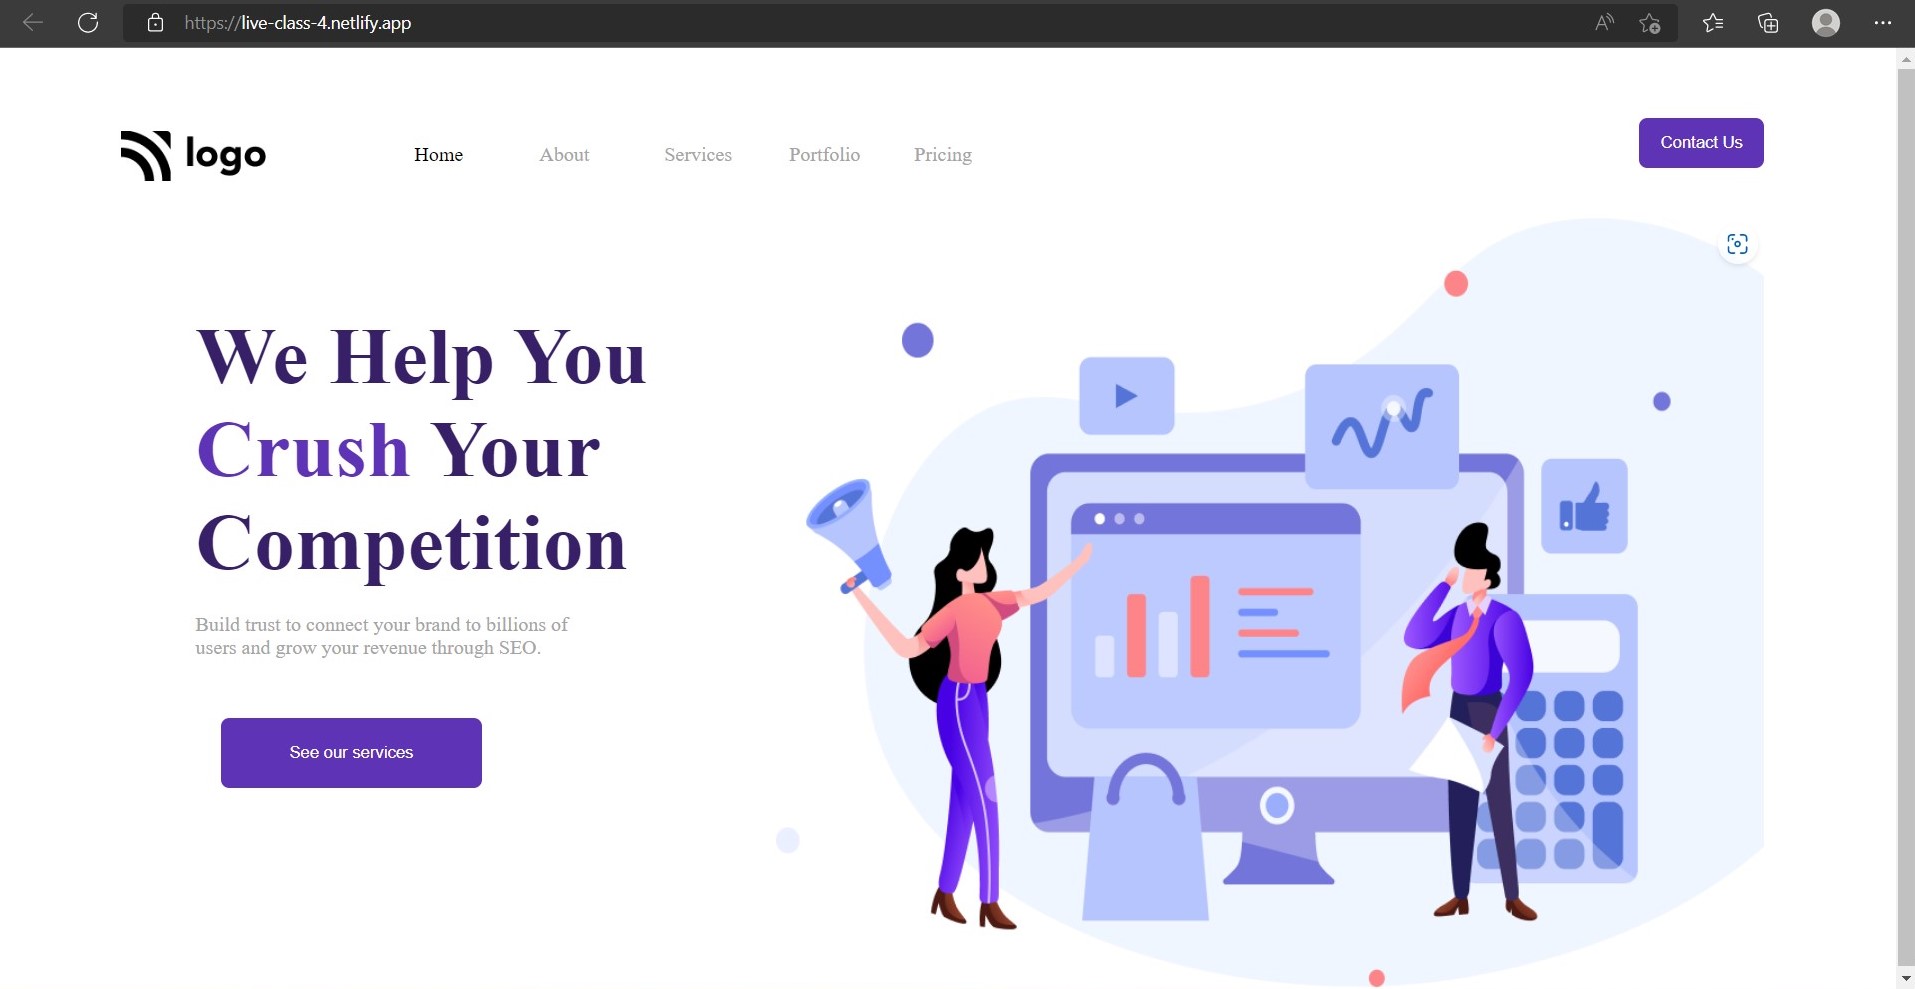 https://live-class-4.netlify.app
logo
Home About Services Portfolio Pricing
Contact Us
We Help You
Crush Your
Competition
Build trust to connect your brand to billions of
users and grow your revenue through SEO.
See our services